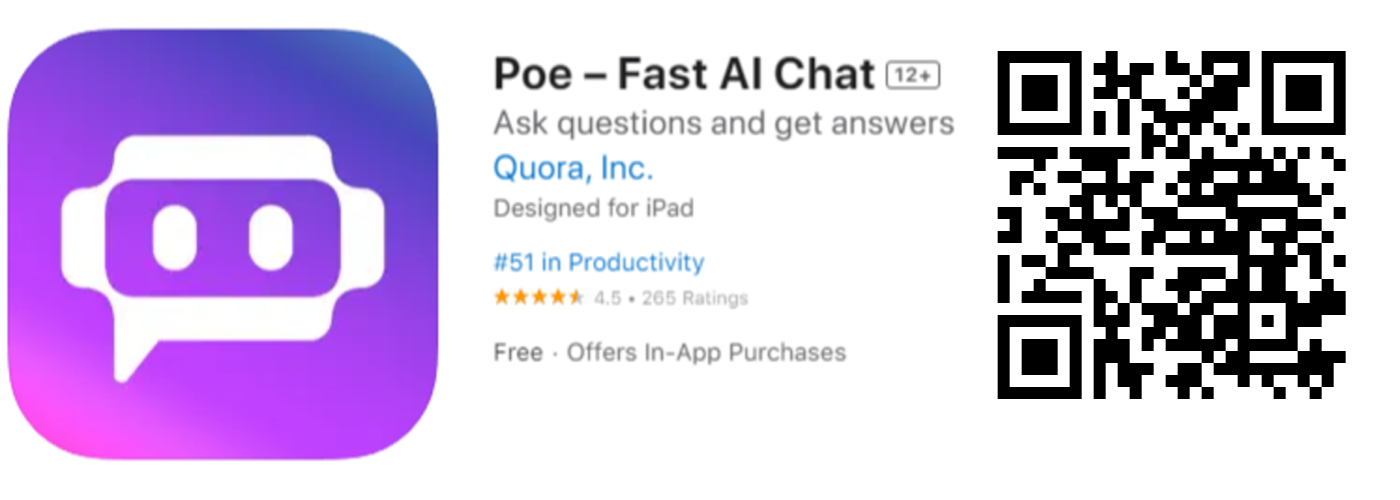 Poe – Fast AI Chat 12+
Ask questions and get answers
Quora, Inc.
Designed for iPad
#51 in Productivity
4.5 • 265 Ratings
Free · Offers In-App Purchases